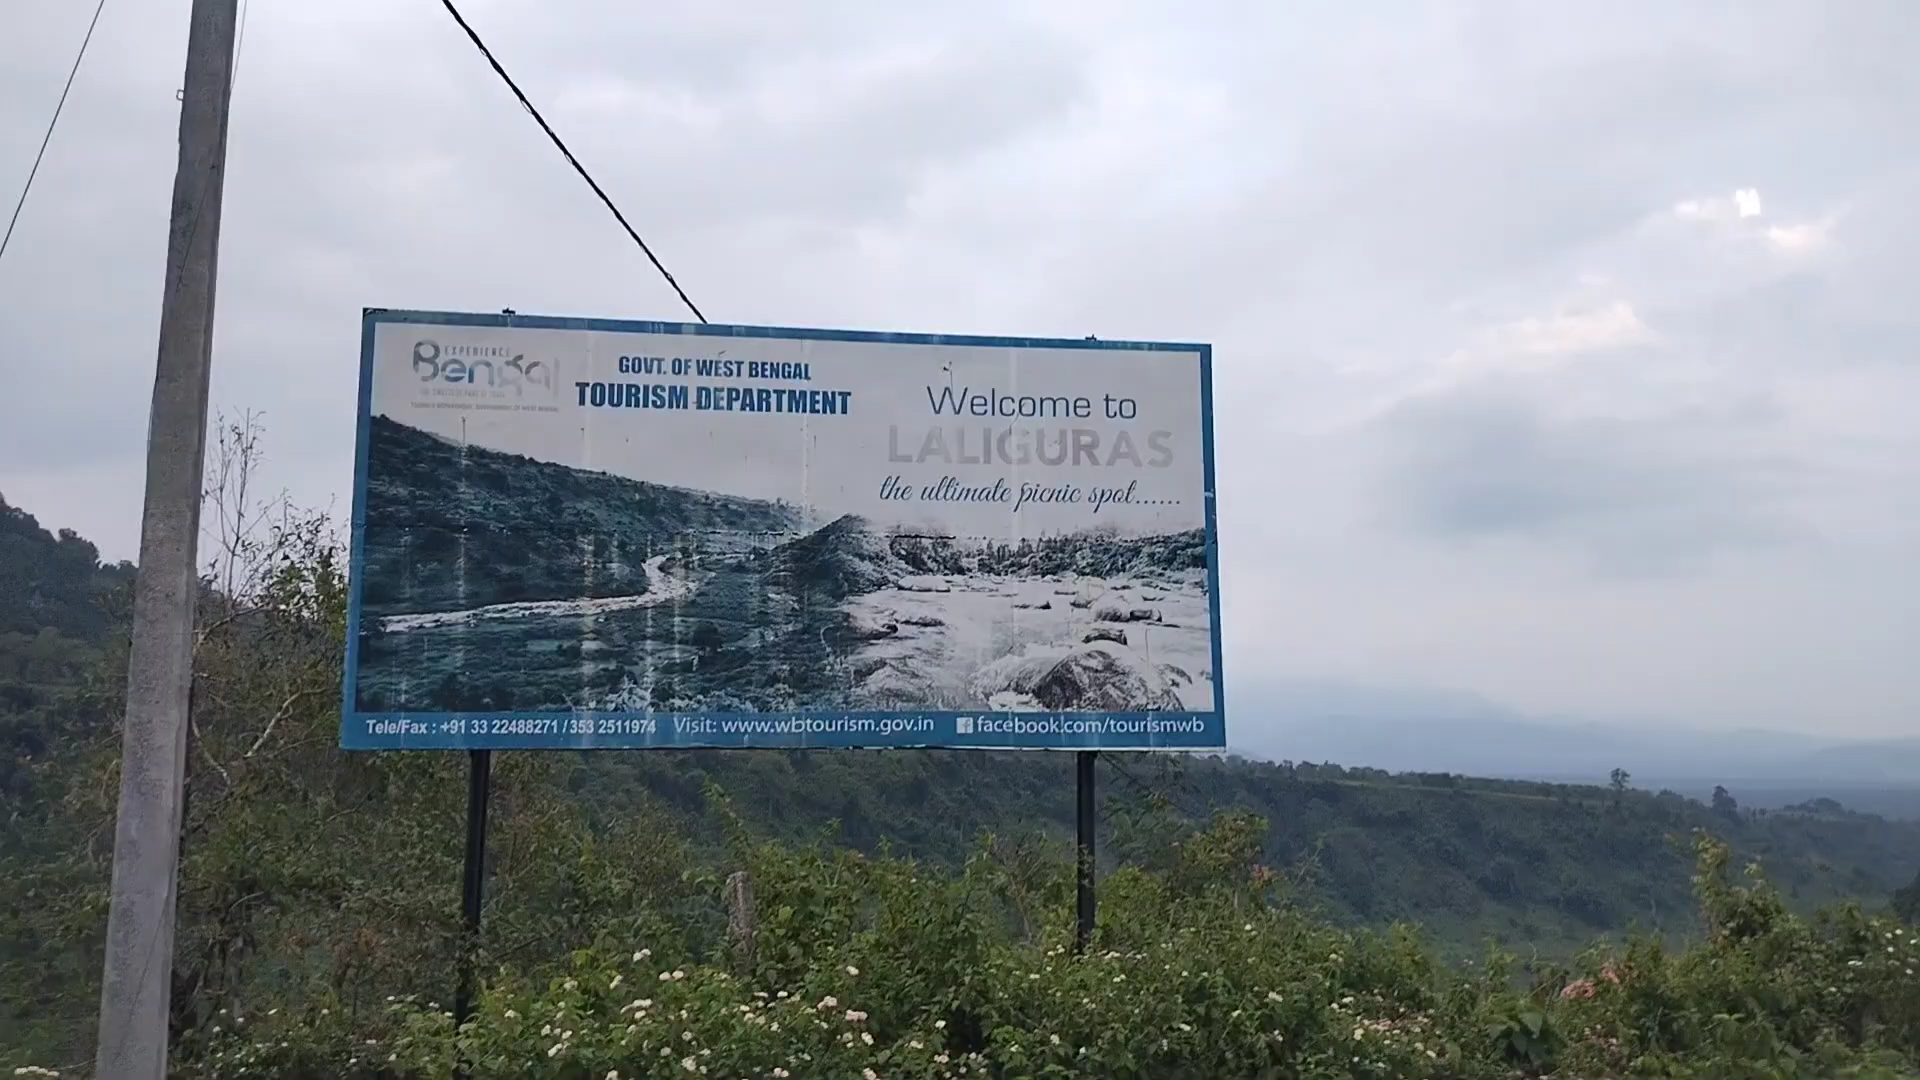 EXPERIENCE
Bengal
GOVT. OF WEST BENGAL
TOURISM DEPARTMENT
Welcome to
LALIGURAS
the ultimate picnic spot......
Tele/Fax : +91 33 22488271 / 353 2511974 Visit: www.wbtourism.gov.in facebook.com/tourismwb